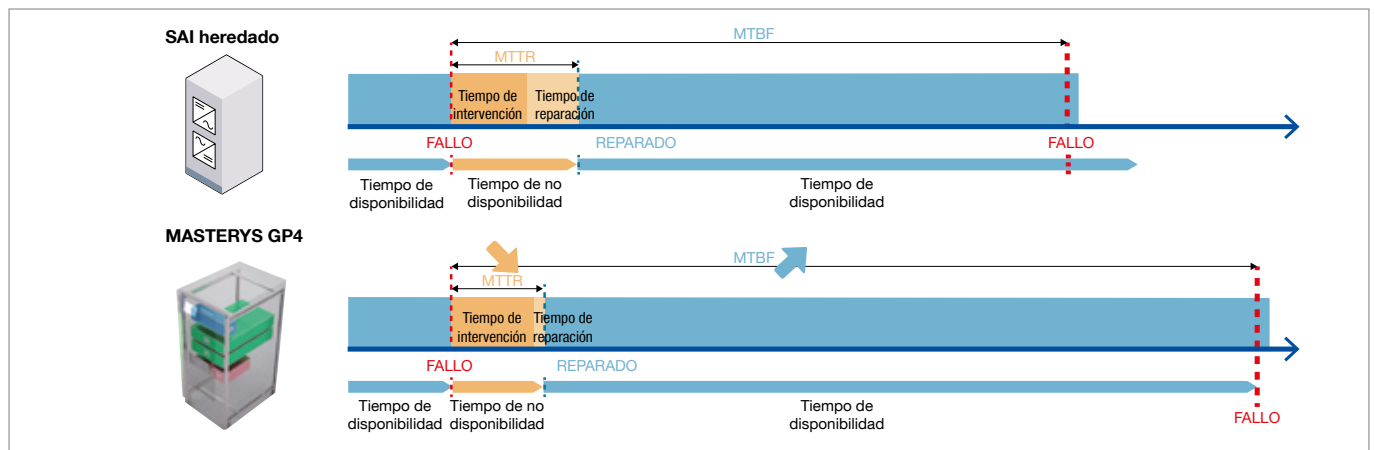 SAI heredado
MTBF
MTTR
Tiempo de
intervención
Tiempo de
reparación
FALLO
REPARADO
FALLO
Tiempo de
disponibilidad
Tiempo de no
disponibilidad
Tiempo de
disponibilidad
MASTERYS GP4
MTBF
MTTR
Tiempo de
intervención
Tiempo de
reparación
FALLO
REPARADO
Tiempo de
disponibilidad
Tiempo de no
disponibilidad
Tiempo de
disponibilidad
FALLO